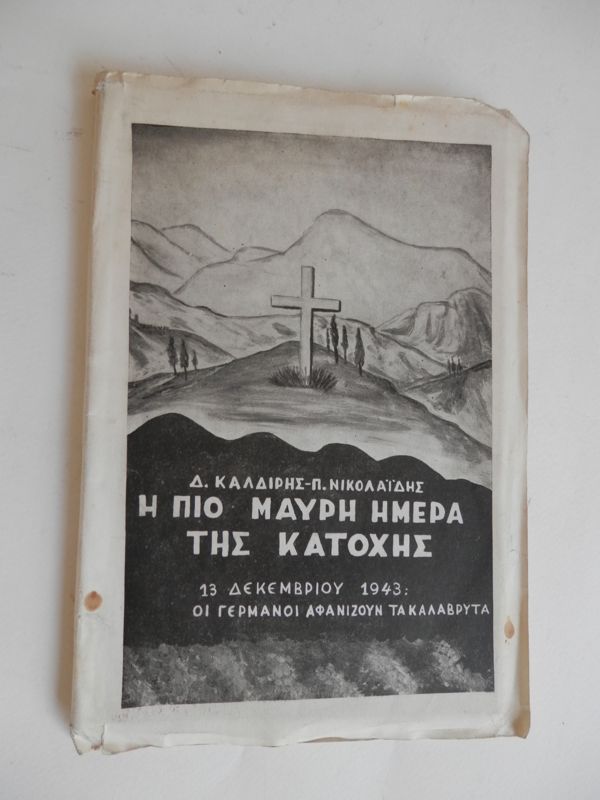 Δ. ΚΑΛΔΙΡΗΣ-Π. ΝΙΚΟΛΑΪΔΗΣ
Η ΠΙΟ ΜΑΥΡΗ ΗΜΕΡΑ
ΤΗΣ ΚΑΤΟΧΗΣ
13 ΔΕΚΕΜΒΡΙΟΥ 1943:
ΟΙ ΓΕΡΜΑΝΟΙ ΑΦΑΝΙΖΟΥΝ ΤΑ ΚΑΛΑΒΡΥΤΑ